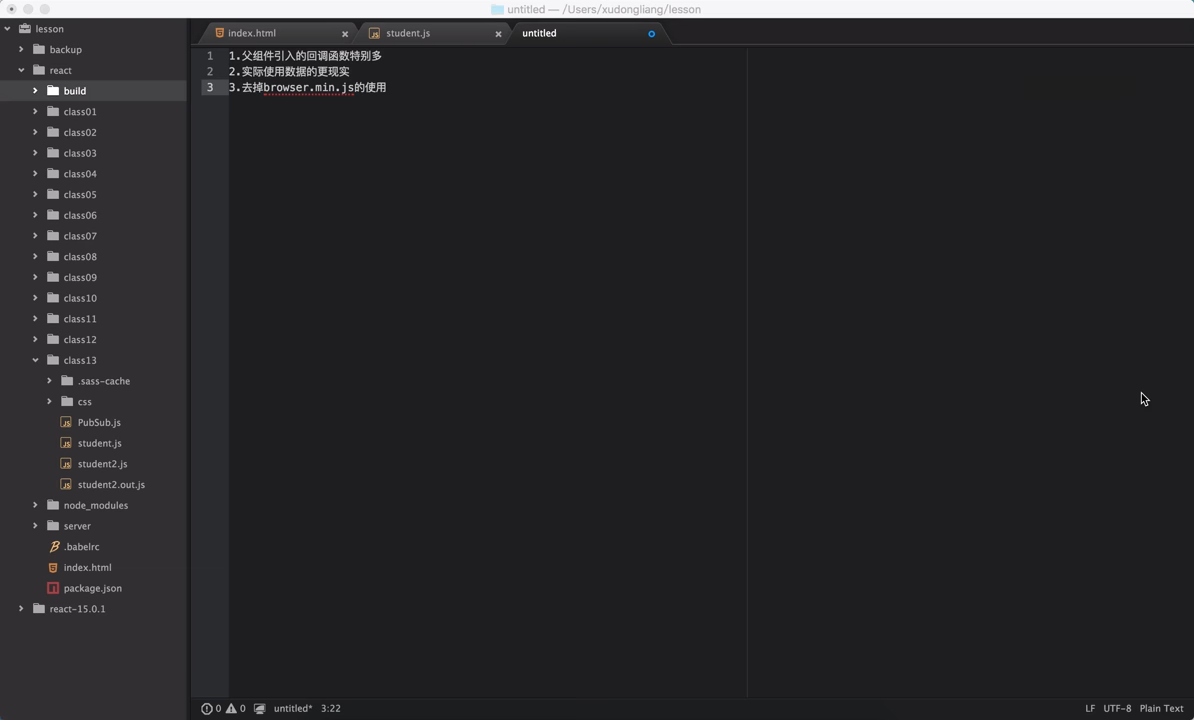 untitled — /Users/xudongliang/lesson
lesson
backup
react
build
class01
class02
class03
class04
class05
class06
class07
class08
class09
class10
class11
class12
class13
.sass-cache
css
PubSub.js
student.js
student2.js
student2.out.js
node_modules
server
.babelrc
index.html
package.json
react-15.0.1
index.html
student.js
untitled
1 1.父组件引入的回调函数特别多
2 2.实际使用数据的更现实
3 3.去掉browser.min.js的使用
0 0 untitled* 3:22
LF UTF-8 Plain Text